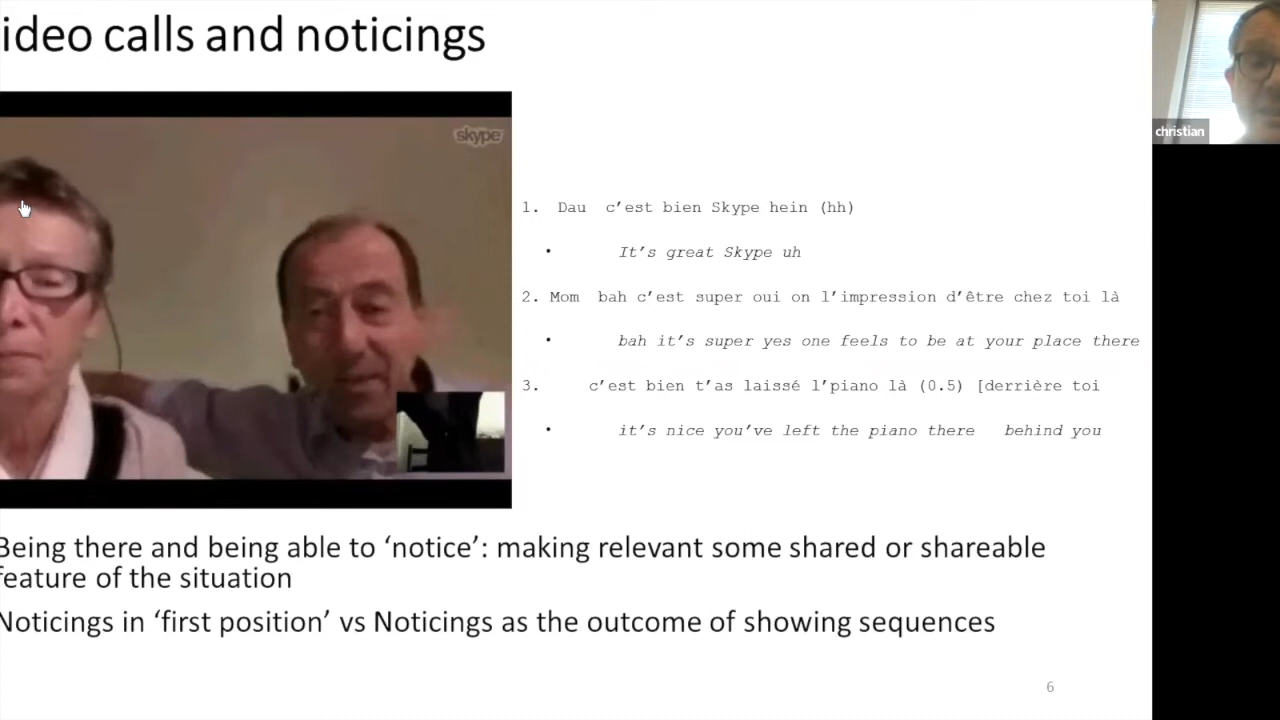 ideo calls and noticings
skype
christian
1. Dau c'est bien Skype hein (hh)
• It's great Skype uh
2. Mom bah c'est super oui on l'impression d'être chez toi là
• bah it's super yes one feels to be at your place there
3. c'est bien t'as laissé l'piano là (0.5) [derrière toi
• it's nice you've left the piano there behind you
Being there and being able to ‘notice’: making relevant some shared or shareable
feature of the situation
Noticings in ‘first position’ vs Noticings as the outcome of showing sequences
6